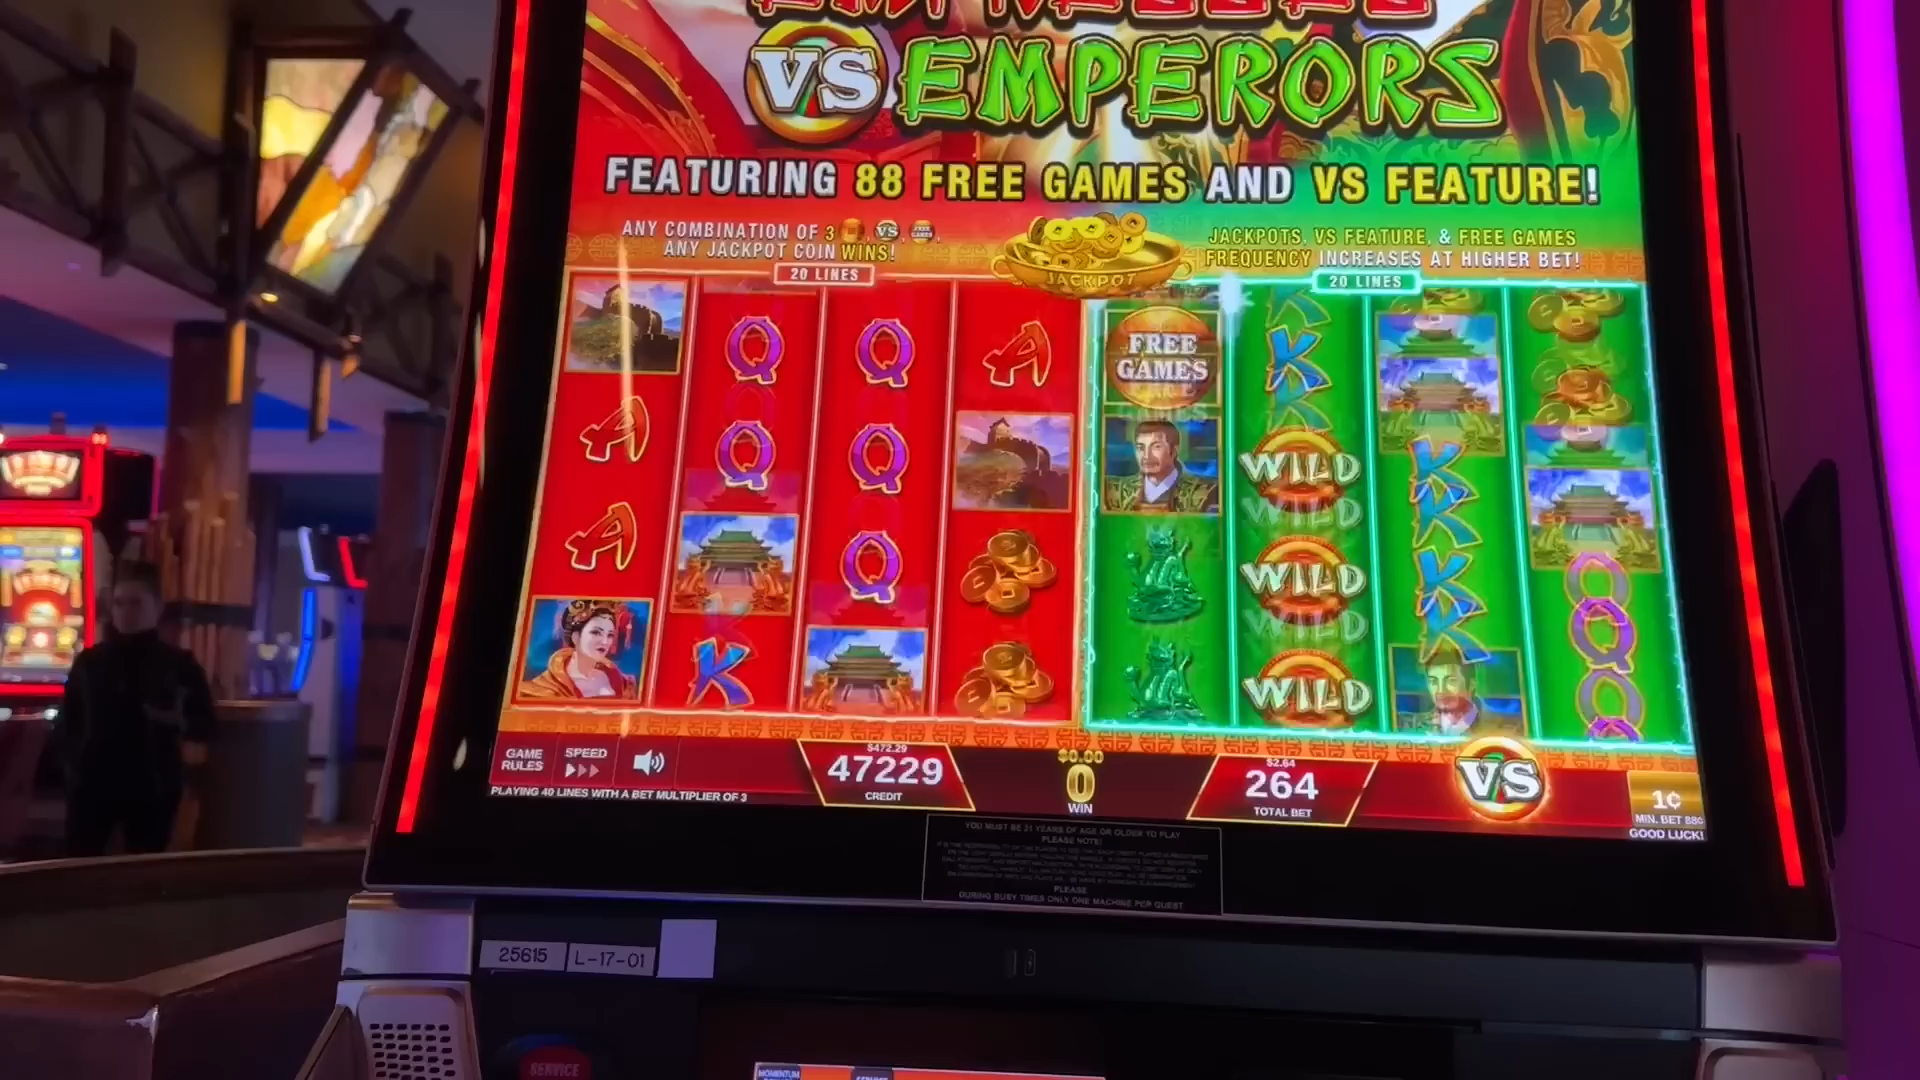 VS EMPERORS
FEATURING 88 FREE GAMES AND VS FEATURE!
ANY COMBINATION OF 3 VS FREE GAMES
ANY JACKPOT COIN WINS!
JACKPOT
JACKPOTS, VS FEATURE, & FREE GAMES
FREQUENCY INCREASES AT HIGHER BET!
20 LINES
20 LINES
Q Q A
FREE GAMES
K
A Q Q
WILD
K
A Q
WILD
K
Q
K
WILD
GAME RULES
SPEED
$472.29
47229
CREDIT
$0.00
0
WIN
$2.64
264
TOTAL BET
VS
1¢
MIN. BET 88¢
GOOD LUCK!
PLAYING 40 LINES WITH A BET MULTIPLIER OF 3
YOU MUST BE 21 YEARS OF AGE OR OLDER TO PLAY
PLEASE NOTE!
PLEASE
DURING BUSY TIMES ONLY ONE MACHINE PER GUEST
25615
L-17-01
SERVICE
MOMENTUM